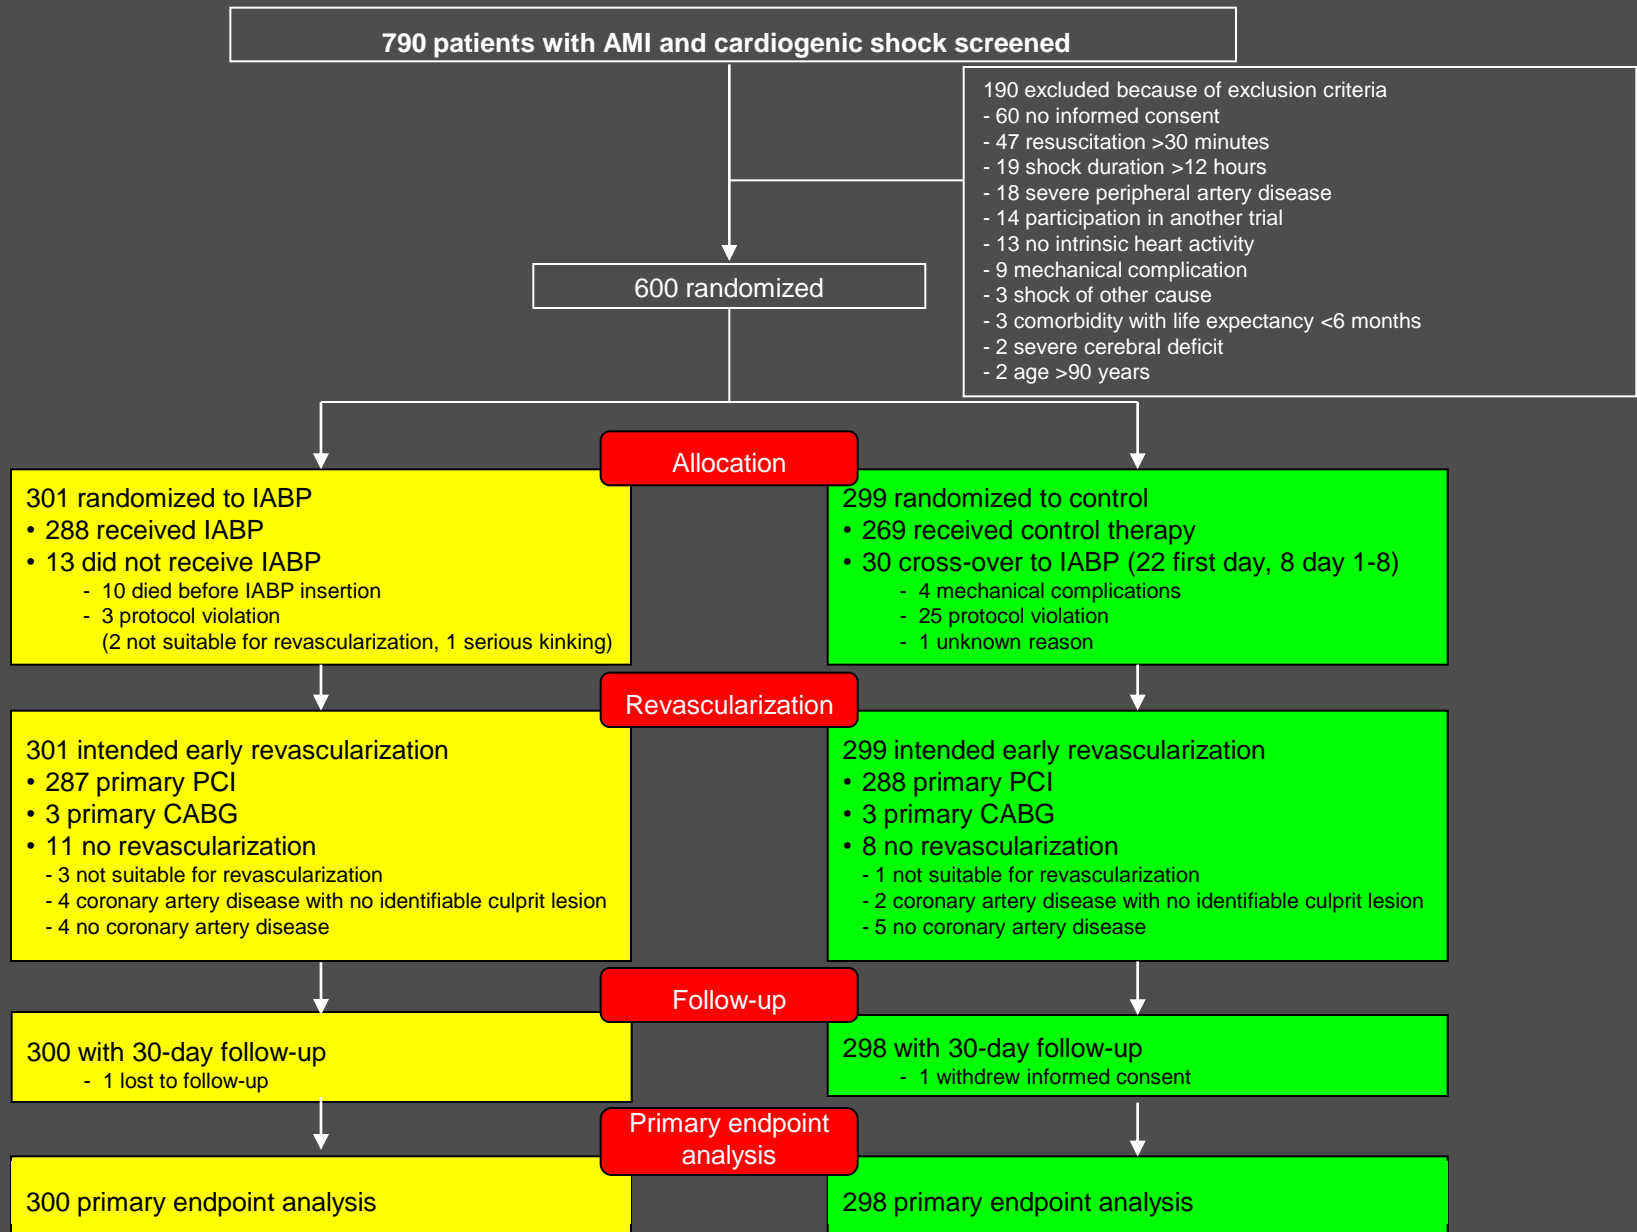 790 patients with AMI and cardiogenic shock screened
190 excluded because of exclusion criteria
- 60 no informed consent
- 47 resuscitation >30 minutes
- 19 shock duration >12 hours
- 18 severe peripheral artery disease
- 14 participation in another trial
- 13 no intrinsic heart activity
- 9 mechanical complication
- 3 shock of other cause
- 3 comorbidity with life expectancy <6 months
- 2 severe cerebral deficit
- 2 age >90 years
600 randomized
Allocation
301 randomized to IABP
• 288 received IABP
• 13 did not receive IABP
- 10 died before IABP insertion
- 3 protocol violation
(2 not suitable for revascularization, 1 serious kinking)
299 randomized to control
• 269 received control therapy
• 30 cross-over to IABP (22 first day, 8 day 1-8)
- 4 mechanical complications
- 25 protocol violation
- 1 unknown reason
Revascularization
301 intended early revascularization
• 287 primary PCI
• 3 primary CABG
• 11 no revascularization
- 3 not suitable for revascularization
- 4 coronary artery disease with no identifiable culprit lesion
- 4 no coronary artery disease
299 intended early revascularization
• 288 primary PCI
• 3 primary CABG
• 8 no revascularization
- 1 not suitable for revascularization
- 2 coronary artery disease with no identifiable culprit lesion
- 5 no coronary artery disease
Follow-up
300 with 30-day follow-up
- 1 lost to follow-up
298 with 30-day follow-up
- 1 withdrew informed consent
Primary endpoint
analysis
300 primary endpoint analysis
298 primary endpoint analysis